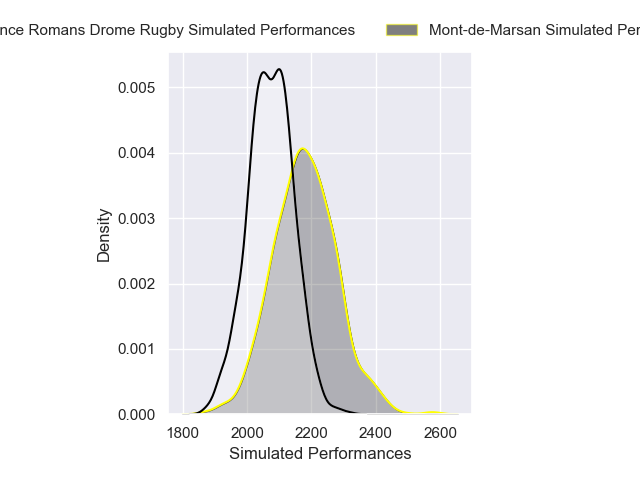 nce Romans Drome Rugby Simulated Performances
Mont-de-Marsan Simulated Per
0.005
0.004
0.003
0.002
0.001
0.000
Density
1800 2000 2200 2400 2600
Simulated Performances